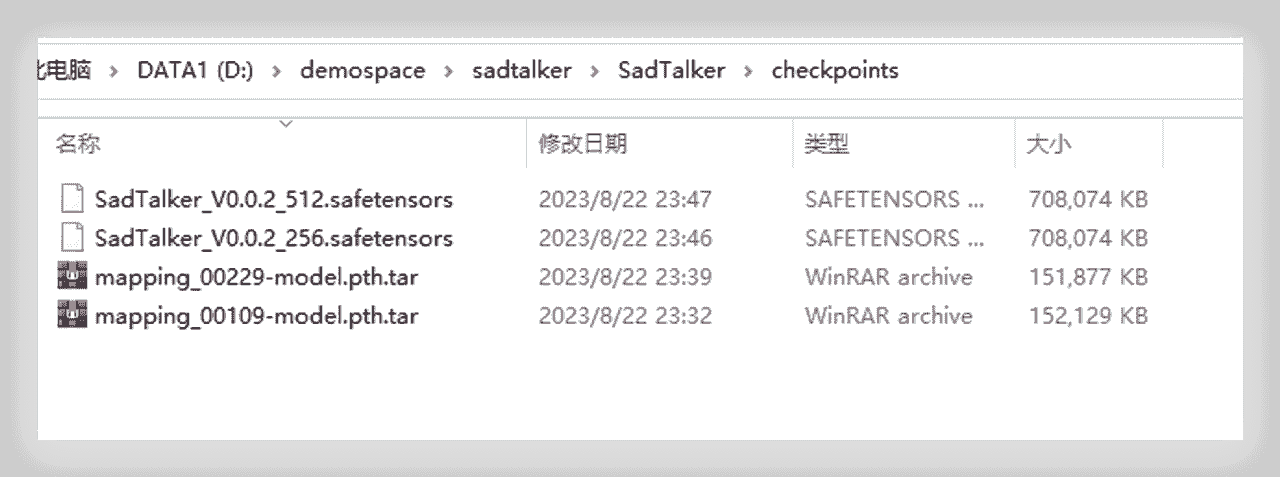 此电脑 > DATA1 (D:) > demospace > sadtalker > SadTalker > checkpoints
名称 修改日期 类型 大小
SadTalker_V0.0.2_512.safetensors 2023/8/22 23:47 SAFETENSORS ... 708,074 KB
SadTalker_V0.0.2_256.safetensors 2023/8/22 23:46 SAFETENSORS ... 708,074 KB
mapping_00229-model.pth.tar 2023/8/22 23:39 WinRAR archive 151,877 KB
mapping_00109-model.pth.tar 2023/8/22 23:32 WinRAR archive 152,129 KB